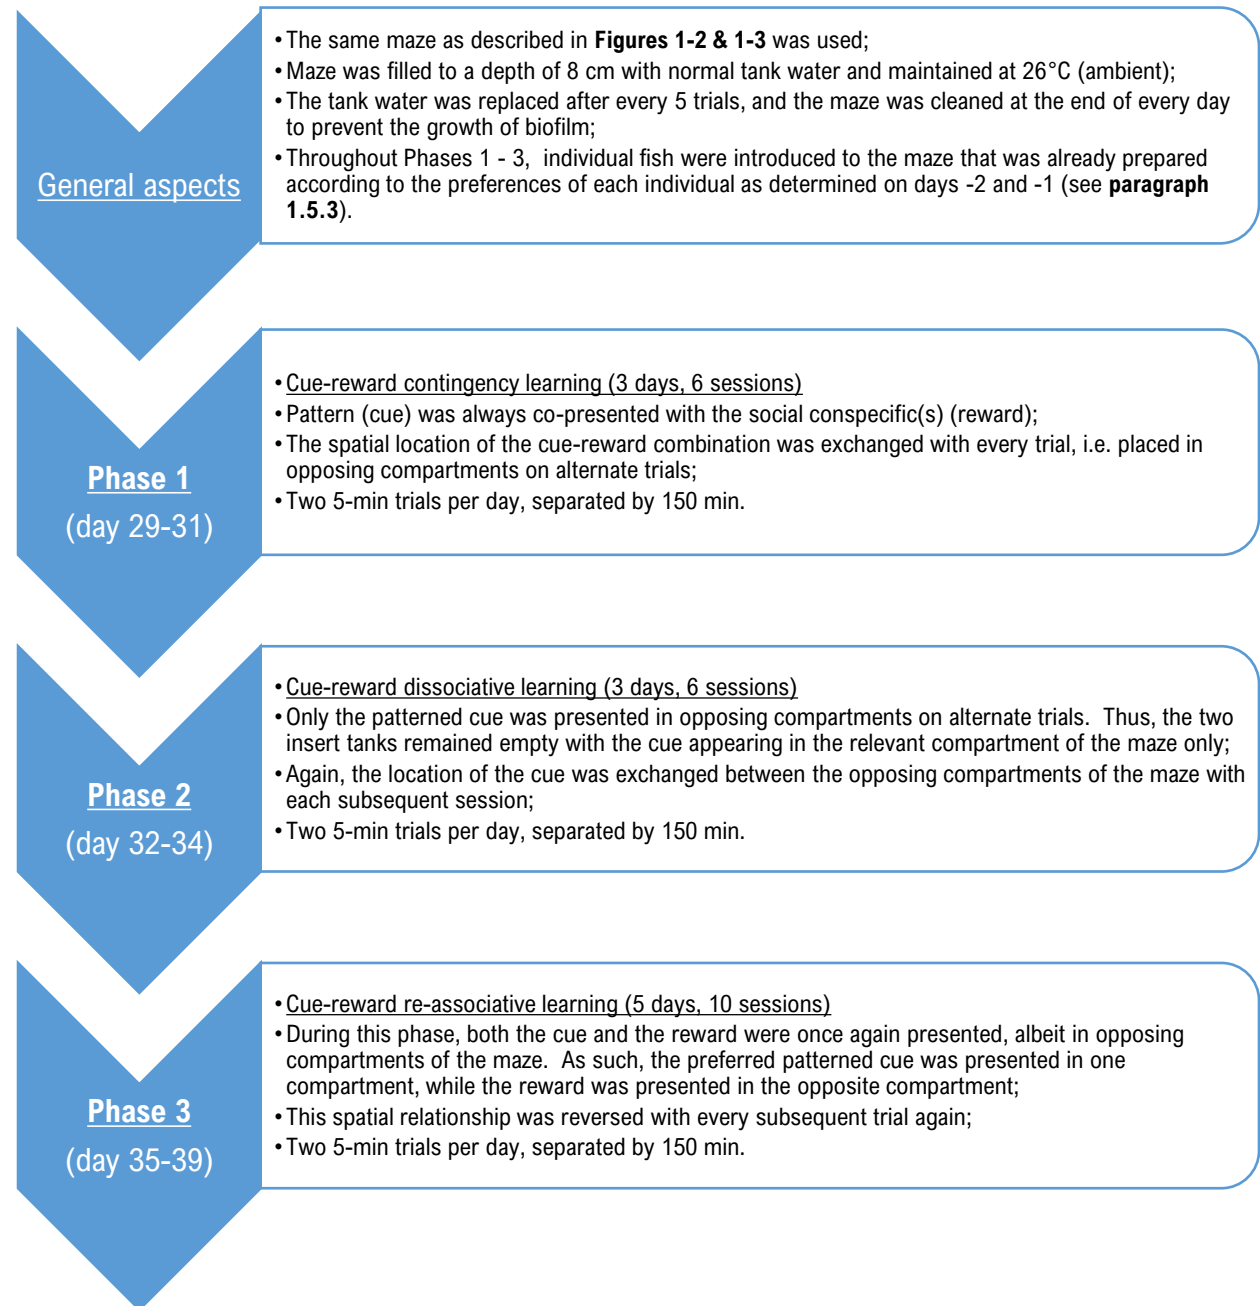 General aspects
•The same maze as described in Figures 1-2 & 1-3 was used;
•Maze was filled to a depth of 8 cm with normal tank water and maintained at 26°C (ambient);
•The tank water was replaced after every 5 trials, and the maze was cleaned at the end of every day
to prevent the growth of biofilm;
•Throughout Phases 1 - 3, individual fish were introduced to the maze that was already prepared
according to the preferences of each individual as determined on days -2 and -1 (see paragraph
1.5.3).
Phase 1
(day 29-31)
•Cue-reward contingency learning (3 days, 6 sessions)
•Pattern (cue) was always co-presented with the social conspecific(s) (reward);
•The spatial location of the cue-reward combination was exchanged with every trial, i.e. placed in
opposing compartments on alternate trials;
•Two 5-min trials per day, separated by 150 min.
Phase 2
(day 32-34)
•Cue-reward dissociative learning (3 days, 6 sessions)
•Only the patterned cue was presented in opposing compartments on alternate trials. Thus, the two
insert tanks remained empty with the cue appearing in the relevant compartment of the maze only;
•Again, the location of the cue was exchanged between the opposing compartments of the maze with
each subsequent session;
•Two 5-min trials per day, separated by 150 min.
Phase 3
(day 35-39)
•Cue-reward re-associative learning (5 days, 10 sessions)
•During this phase, both the cue and the reward were once again presented, albeit in opposing
compartments of the maze. As such, the preferred patterned cue was presented in one
compartment, while the reward was presented in the opposite compartment;
•This spatial relationship was reversed with every subsequent trial again;
•Two 5-min trials per day, separated by 150 min.